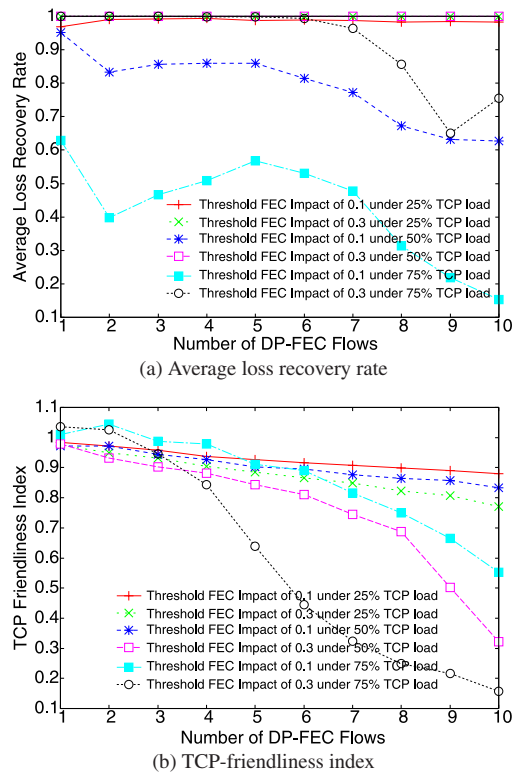 Average Loss Recovery Rate
1
0.9
0.8
0.7
0.6
0.5
0.4
0.3
0.2
0.1
Threshold FEC Impact of 0.1 under 25% TCP load
Threshold FEC Impact of 0.3 under 25% TCP load
Threshold FEC Impact of 0.1 under 50% TCP load
Threshold FEC Impact of 0.3 under 50% TCP load
Threshold FEC Impact of 0.1 under 75% TCP load
Threshold FEC Impact of 0.3 under 75% TCP load
1 2 3 4 5 6 7 8 9 10
Number of DP-FEC Flows
(a) Average loss recovery rate
TCP Friendliness Index
1.1
1
0.9
0.8
0.7
0.6
0.5
0.4
0.3
0.2
0.1
Threshold FEC Impact of 0.1 under 25% TCP load
Threshold FEC Impact of 0.3 under 25% TCP load
Threshold FEC Impact of 0.1 under 50% TCP load
Threshold FEC Impact of 0.3 under 50% TCP load
Threshold FEC Impact of 0.1 under 75% TCP load
Threshold FEC Impact of 0.3 under 75% TCP load
1 2 3 4 5 6 7 8 9 10
Number of DP-FEC Flows
(b) TCP-friendliness index